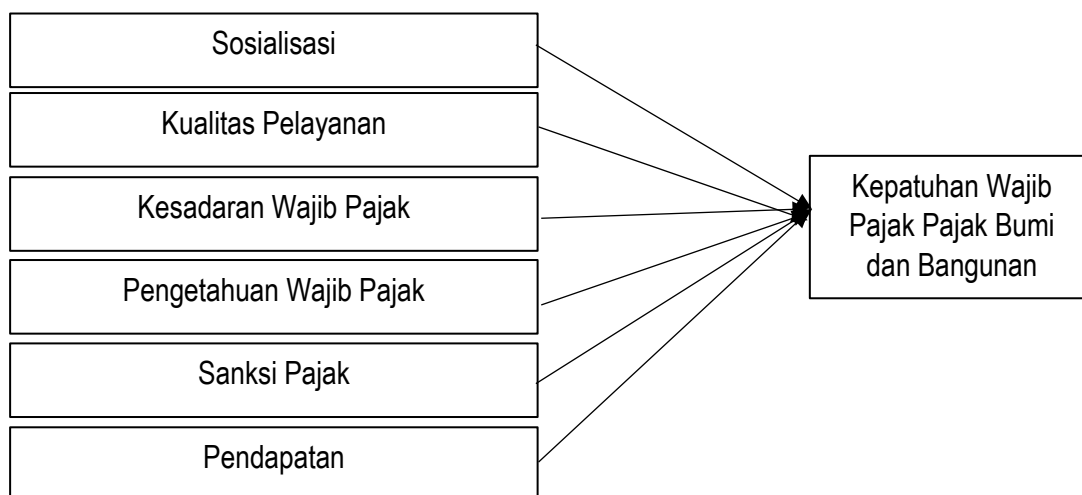 Sosialisasi
Kualitas Pelayanan
Kesadaran Wajib Pajak
Pengetahuan Wajib Pajak
Sanksi Pajak
Pendapatan
Kepatuhan Wajib
Pajak Pajak Bumi
dan Bangunan